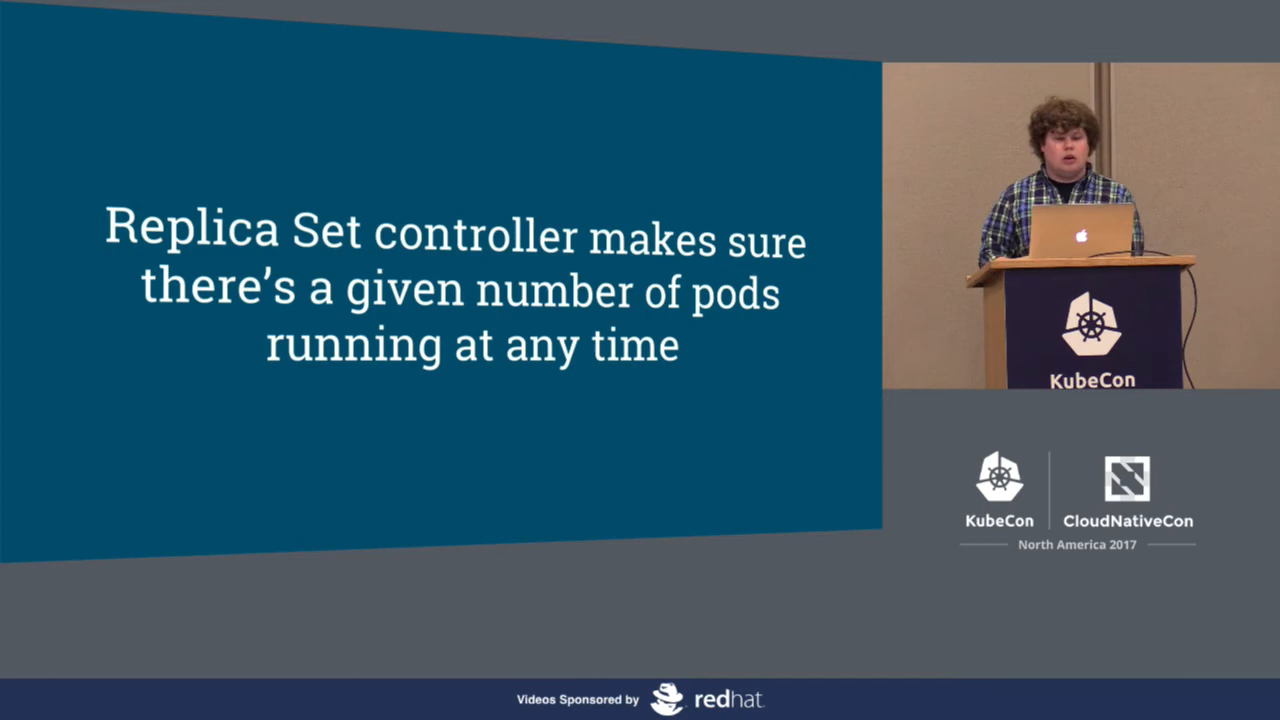 Replica Set controller makes sure
there's a given number of pods
running at any time
KubeCon
KubeCon
CloudNativeCon
North America 2017
Videos Sponsored by
redhat.